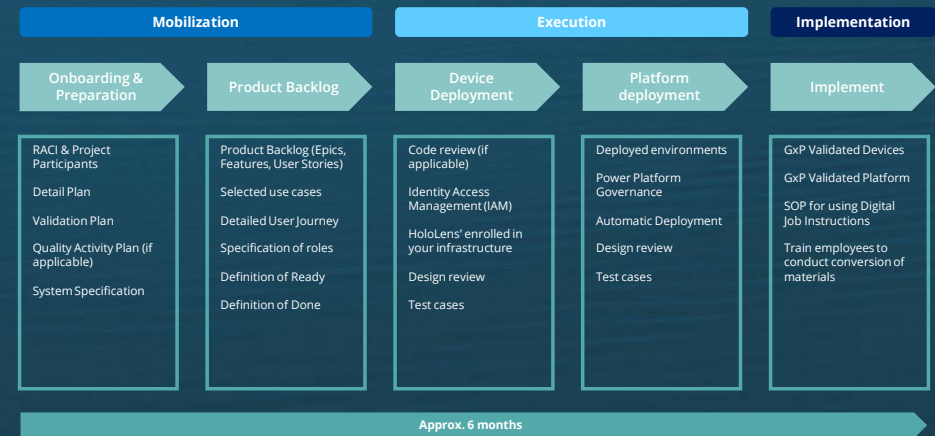 Mobilization
Execution
Implementation
Onboarding &
Preparation
Product Backlog
Device
Deployment
Platform
deployment
Implement
RACI & Project
Participants
Detail Plan
Validation Plan
Quality Activity Plan (if
applicable)
System Specification
Product Backlog (Epics,
Features, User Stories)
Selected use cases
Detailed User Journey
Specification of roles
Definition of Ready
Definition of Done
Code review (if
applicable)
Identity Access
Management (IAM)
HoloLens’ enrolled in
your infrastructure
Design review
Test cases
Deployed environments
Power Platform
Governance
Automatic Deployment
Design review
Test cases
GxP Validated Devices
GxP Validated Platform
SOP for using Digital
Job Instructions
Train employees to
conduct conversion of
materials
Approx. 6 months